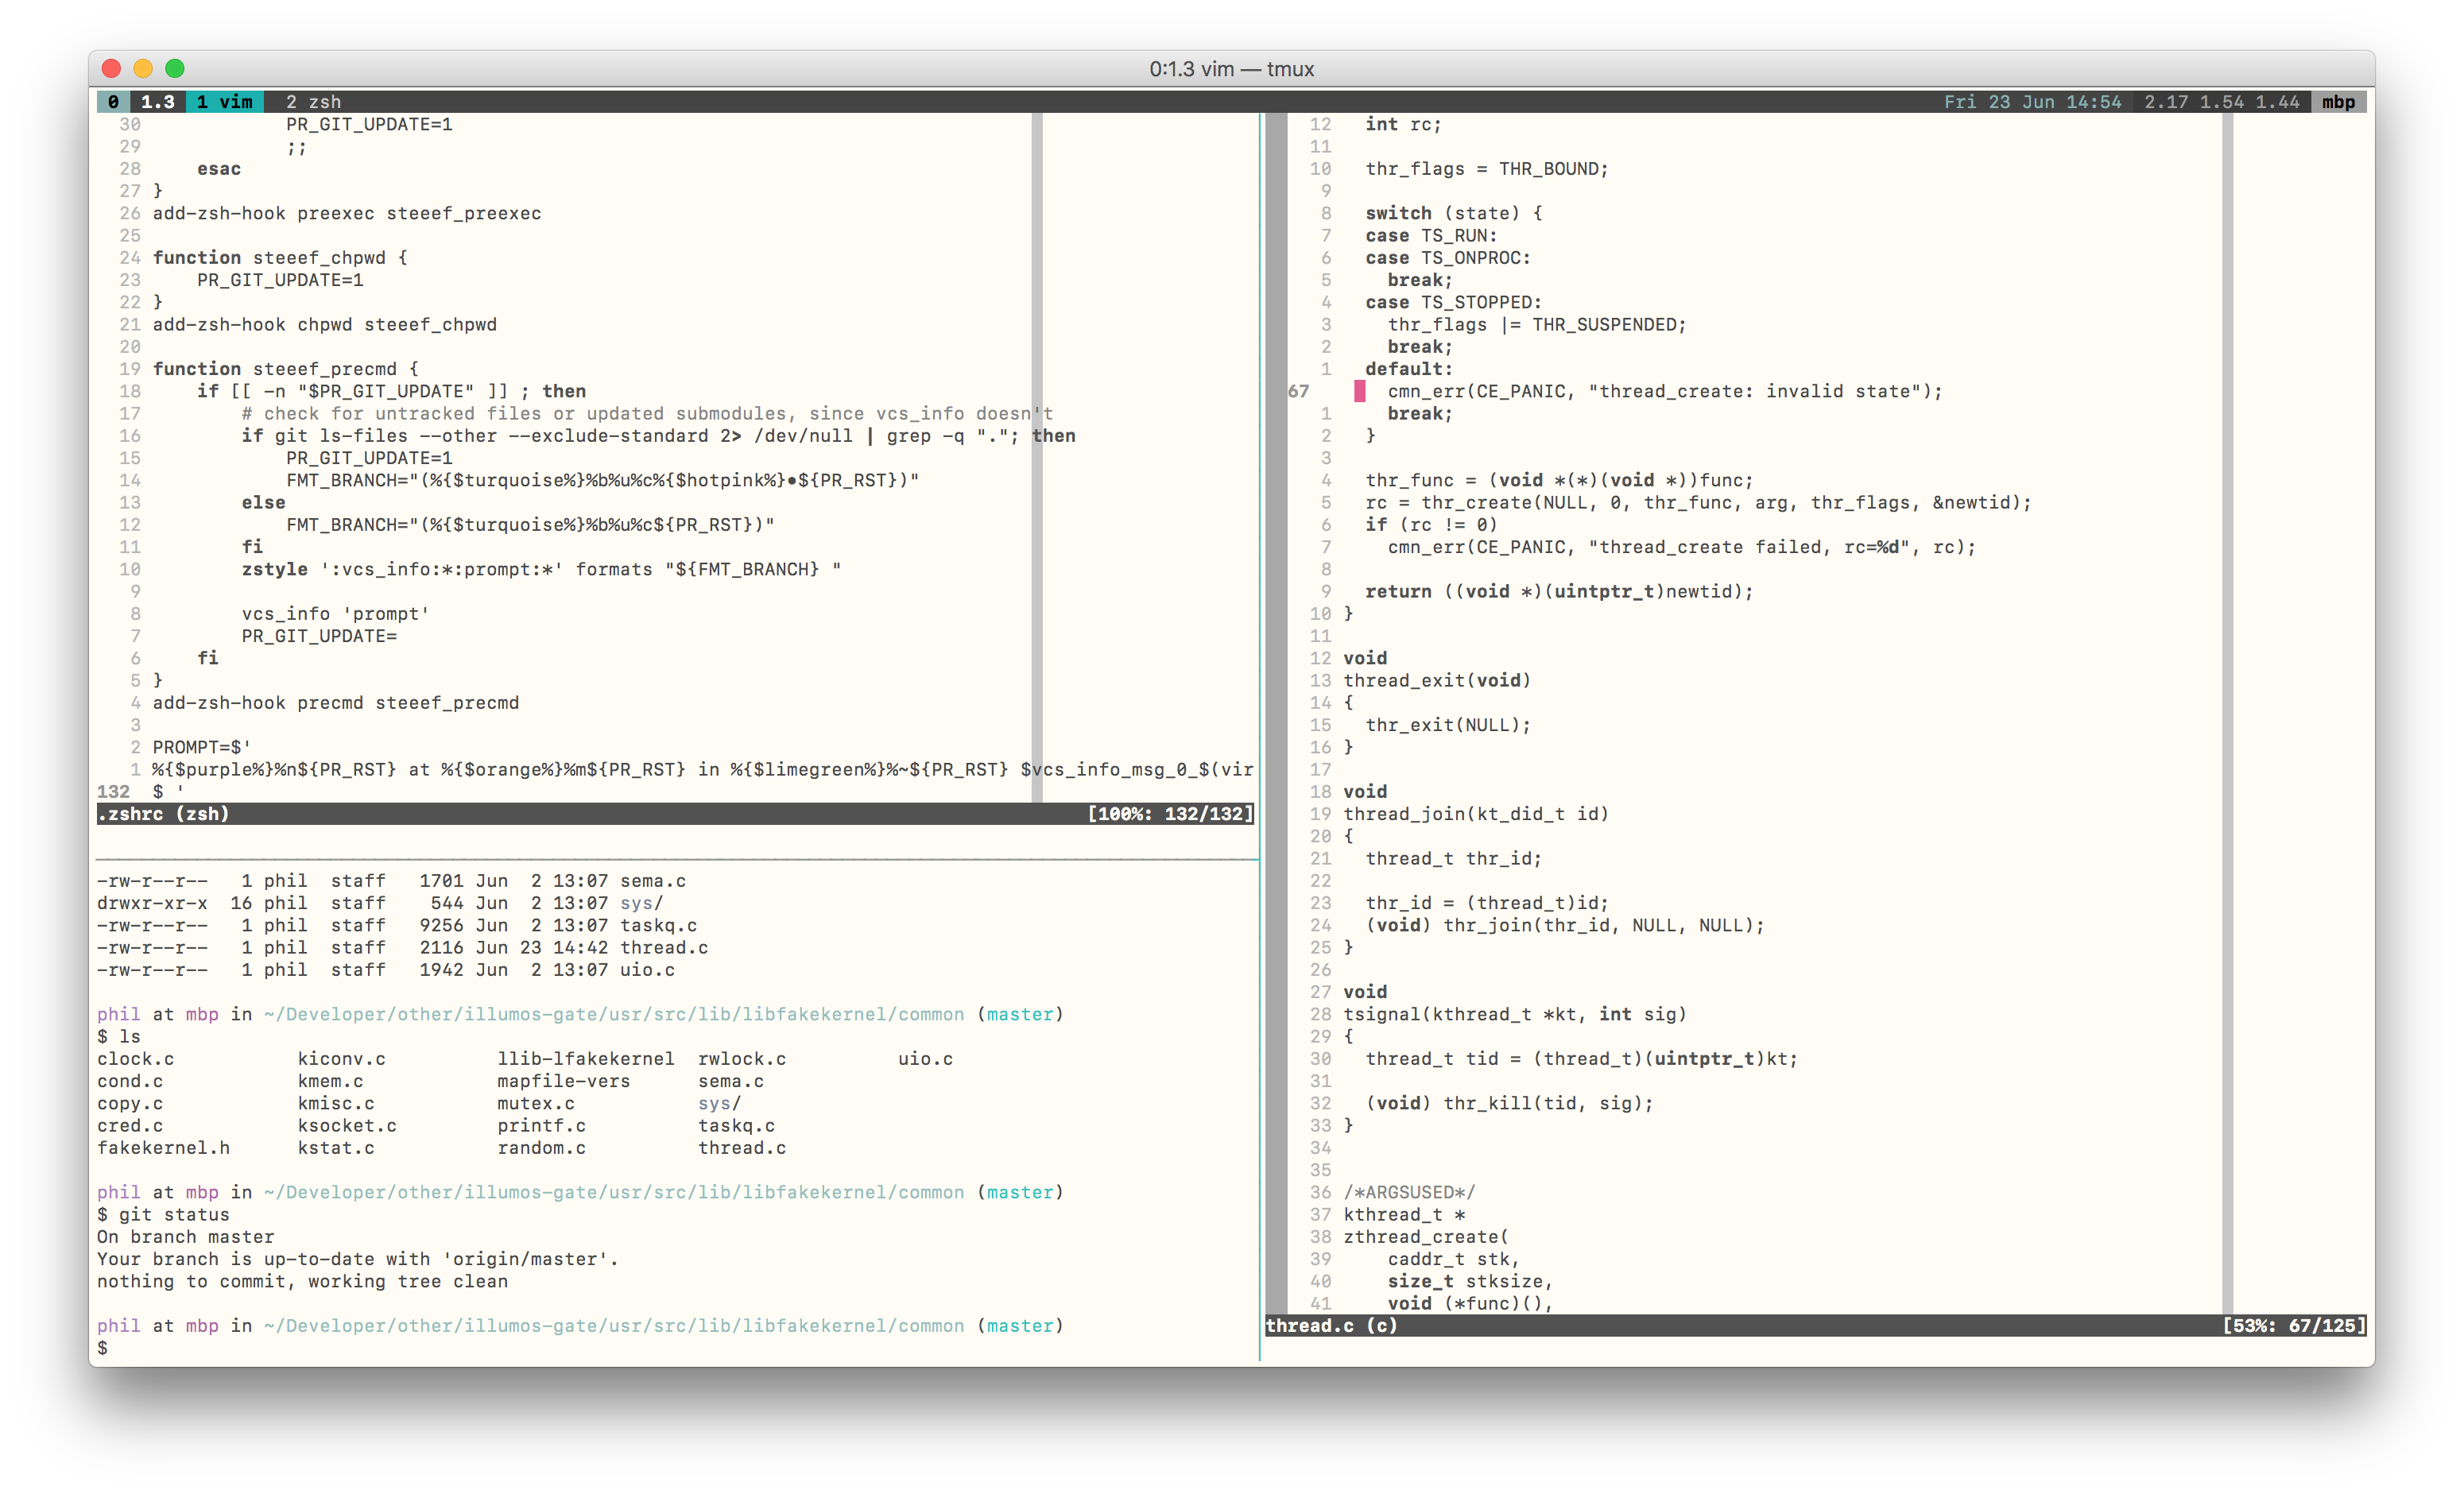 0:1.3 vim — tmux
0 1.3 1 vim 2 zsh Fri 23 Jun 14:54 2.17 1.54 1.44 mbp
30             PR_GIT_UPDATE=1
29             ;;
28     esac
27 }
26 add-zsh-hook preexec steeef_preexec
25
24 function steeef_chpwd {
23     PR_GIT_UPDATE=1
22 }
21 add-zsh-hook chpwd steeef_chpwd
20
19 function steeef_precmd {
18     if [[ -n "$PR_GIT_UPDATE" ]] ; then
17         # check for untracked files or updated submodules, since vcs_info doesn't
16         if git ls-files --other --exclude-standard 2> /dev/null | grep -q "."; then
15             PR_GIT_UPDATE=1
14             FMT_BRANCH="(%{$turquoise%}%b%u%c%{$hotpink%}●${PR_RST})"
13         else
12             FMT_BRANCH="(%{$turquoise%}%b%u%c${PR_RST})"
11         fi
10         zstyle ':vcs_info:*:prompt:*' formats "${FMT_BRANCH} "
9
8         vcs_info 'prompt'
7         PR_GIT_UPDATE=
6     fi
5 }
4 add-zsh-hook precmd steeef_precmd
3
2 PROMPT=$'
1 %{$purple%}%n${PR_RST} at %{$orange%}%m${PR_RST} in %{$limegreen%}%~${PR_RST} $vcs_info_msg_0_$(vir
132 $ '
.zshrc (zsh) [100%: 132/132]
-rw-r--r--   1 phil  staff   1701 Jun  2 13:07 sema.c
drwxr-xr-x  16 phil  staff    544 Jun  2 13:07 sys/
-rw-r--r--   1 phil  staff   9256 Jun  2 13:07 taskq.c
-rw-r--r--   1 phil  staff   2116 Jun 23 14:42 thread.c
-rw-r--r--   1 phil  staff   1942 Jun  2 13:07 uio.c
phil at mbp in ~/Developer/other/illumos-gate/usr/src/lib/libfakekernel/common (master)
$ ls
clock.c           kiconv.c          llib-lfakekernel  rwlock.c          uio.c
cond.c            kmem.c            mapfile-vers      sema.c
copy.c            kmisc.c           mutex.c           sys/
cred.c            ksocket.c         printf.c          taskq.c
fakekernel.h      kstat.c           random.c          thread.c
phil at mbp in ~/Developer/other/illumos-gate/usr/src/lib/libfakekernel/common (master)
$ git status
On branch master
Your branch is up-to-date with 'origin/master'.
nothing to commit, working tree clean
phil at mbp in ~/Developer/other/illumos-gate/usr/src/lib/libfakekernel/common (master)
$
12   int rc;
11
10   thr_flags = THR_BOUND;
9
8   switch (state) {
7   case TS_RUN:
6   case TS_ONPROC:
5     break;
4   case TS_STOPPED:
3     thr_flags |= THR_SUSPENDED;
2     break;
1   default:
67     cmn_err(CE_PANIC, "thread_create: invalid state");
1     break;
2   }
3
4   thr_func = (void *(*)(void *))func;
5   rc = thr_create(NULL, 0, thr_func, arg, thr_flags, &newtid);
6   if (rc != 0)
7     cmn_err(CE_PANIC, "thread_create failed, rc=%d", rc);
8
9   return ((void *)(uintptr_t)newtid);
10 }
11
12 void
13 thread_exit(void)
14 {
15   thr_exit(NULL);
16 }
17
18 void
19 thread_join(kt_did_t id)
20 {
21   thread_t thr_id;
22
23   thr_id = (thread_t)id;
24   (void) thr_join(thr_id, NULL, NULL);
25 }
26
27 void
28 tsignal(kthread_t *kt, int sig)
29 {
30   thread_t tid = (thread_t)(uintptr_t)kt;
31
32   (void) thr_kill(tid, sig);
33 }
34
35
36 /*ARGSUSED*/
37 kthread_t *
38 zthread_create(
39     caddr_t stk,
40     size_t stksize,
41     void (*func)(),
thread.c (c) [53%: 67/125]